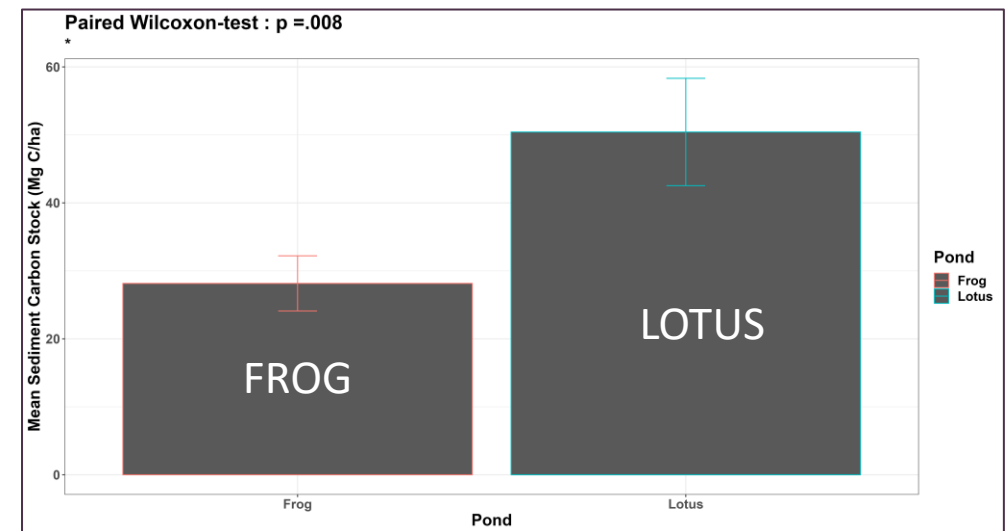 Paired Wilcoxon-test : p =.008
*
Mean Sediment Carbon Stock (Mg C/ha)
60
40
20
0
FROG
LOTUS
Frog
Lotus
Pond
Pond
Frog
Lotus